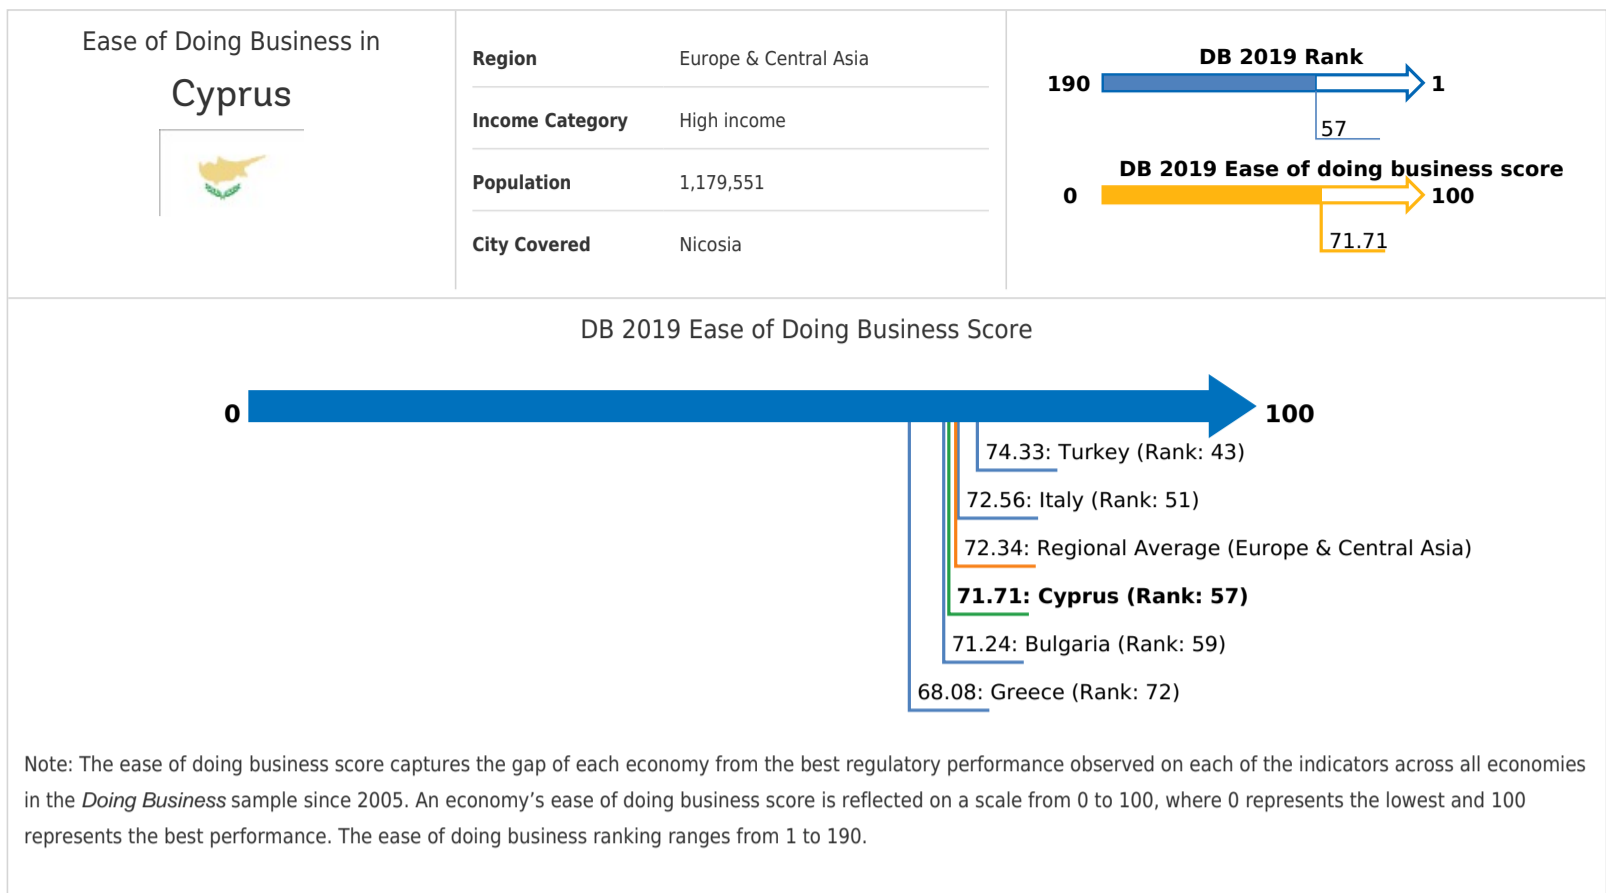 Ease of Doing Business in
Cyprus
Region Europe & Central Asia
Income Category High income
Population 1,179,551
City Covered Nicosia
DB 2019 Rank
190 1
57
DB 2019 Ease of doing business score
0 100
71.71
DB 2019 Ease of Doing Business Score
0 100
74.33: Turkey (Rank: 43)
72.56: Italy (Rank: 51)
72.34: Regional Average (Europe & Central Asia)
71.71: Cyprus (Rank: 57)
71.24: Bulgaria (Rank: 59)
68.08: Greece (Rank: 72)
Note: The ease of doing business score captures the gap of each economy from the best regulatory performance observed on each of the indicators across all economies
in the Doing Business sample since 2005. An economy’s ease of doing business score is reflected on a scale from 0 to 100, where 0 represents the lowest and 100
represents the best performance. The ease of doing business ranking ranges from 1 to 190.